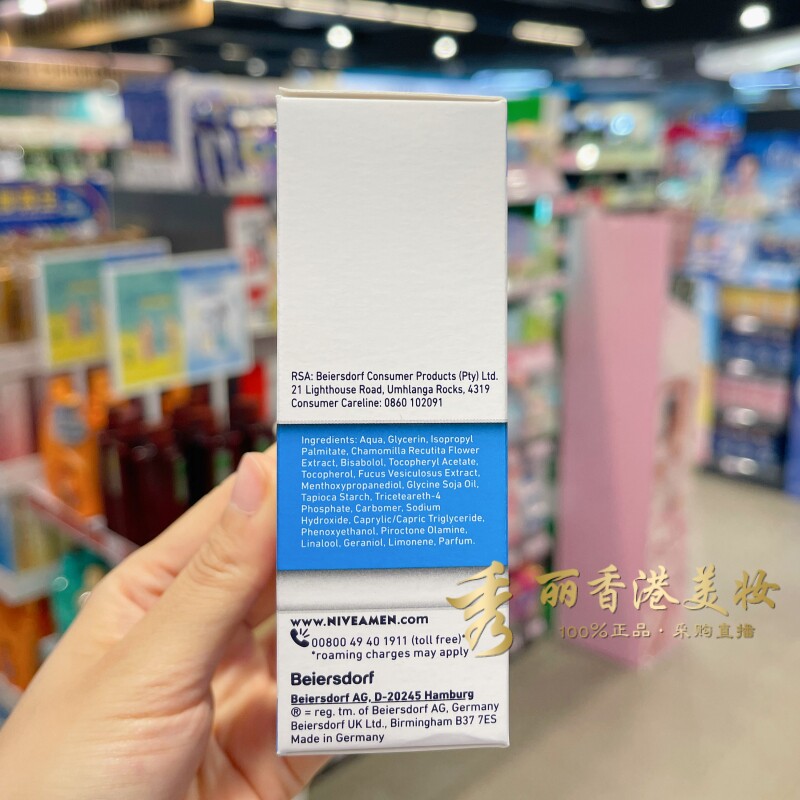 RSA: Beiersdorf Consumer Products (Pty) Ltd.
21 Lighthouse Road, Umhlanga Rocks, 4319
Consumer Careline: 0860 102091
Ingredients: Aqua, Glycerin, Isopropyl
Palmitate, Chamomilla Recutita Flower
Extract, Bisabolol, Tocopheryl Acetate,
Tocopherol, Fucus Vesiculosus Extract,
Menthoxypropanediol, Glycine Soja Oil,
Tapioca Starch, Triceteareth-4
Phosphate, Carbomer, Sodium
Hydroxide, Caprylic/Capric Triglyceride,
Phenoxyethanol, Piroctone Olamine,
Linalool, Geraniol, Limonene, Parfum.
www.NIVEAMEN.com
00800 49 40 1911 (toll free)*
*roaming charges may apply
Beiersdorf
Beiersdorf AG, D-20245 Hamburg
® = reg. tm. of Beiersdorf AG, Germany
Beiersdorf UK Ltd., Birmingham B37 7ES
Made in Germany
秀丽香港美妆
100%正品·采购直播